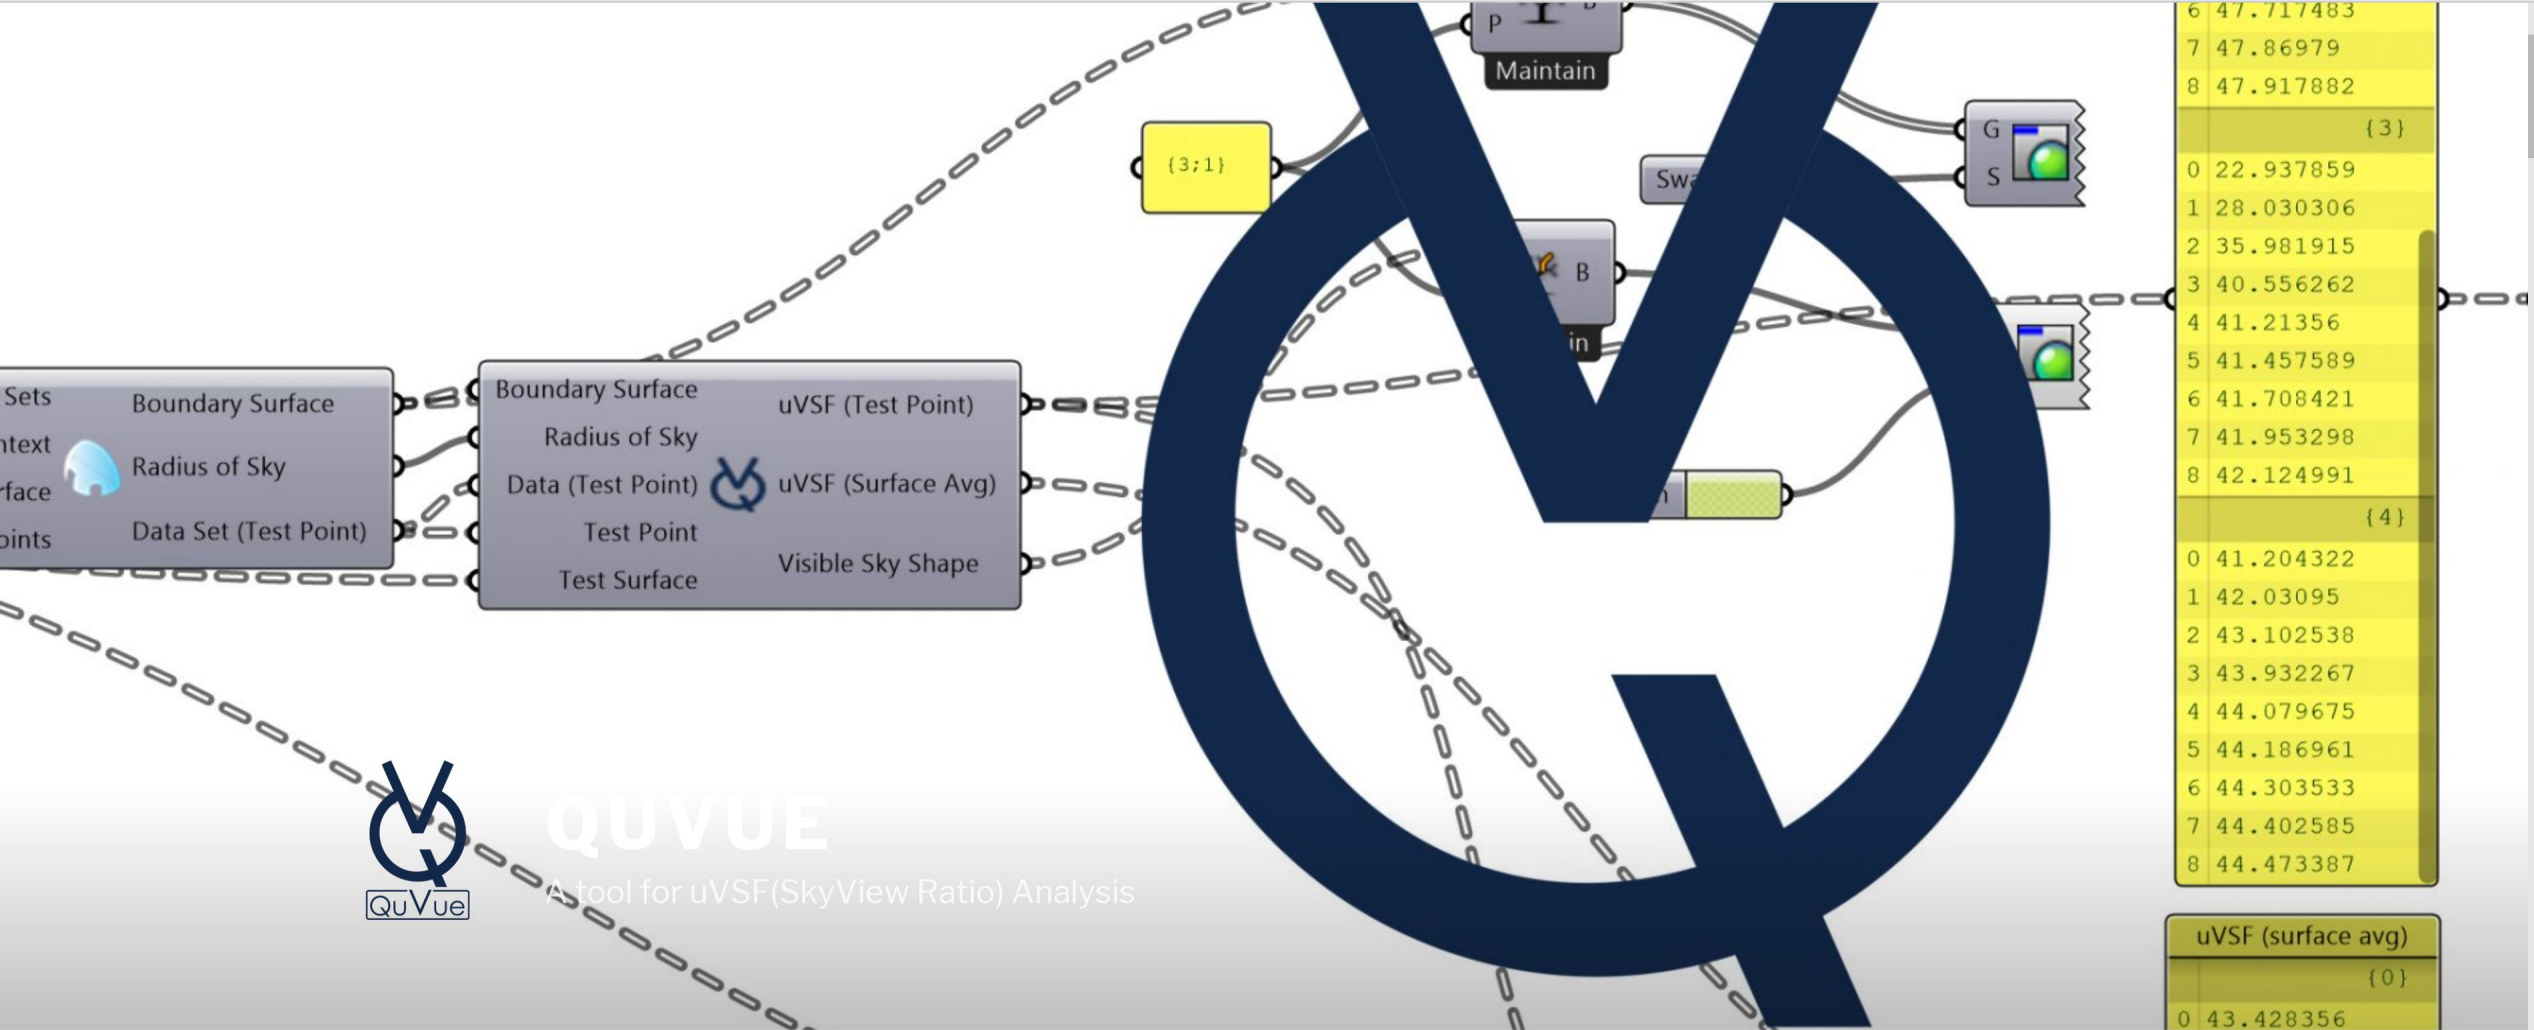 P
Maintain
{3;1}
G
S
B
in
Sets
Boundary Surface
Radius of Sky
Data Set (Test Point)
Boundary Surface
Radius of Sky
Data (Test Point)
Test Point
Test Surface
uVSF (Test Point)
uVSF (Surface Avg)
Visible Sky Shape
6 47.717483
7 47.86979
8 47.917882
{3}
0 22.937859
1 28.030306
2 35.981915
3 40.556262
4 41.21356
5 41.457589
6 41.708421
7 41.953298
8 42.124991
{4}
0 41.204322
1 42.03095
2 43.102538
3 43.932267
4 44.079675
5 44.186961
6 44.303533
7 44.402585
8 44.473387
uVSF (surface avg)
{0}
0 43.428356
QuVue
QUVUE
A tool for uVSF(SkyView Ratio) Analysis